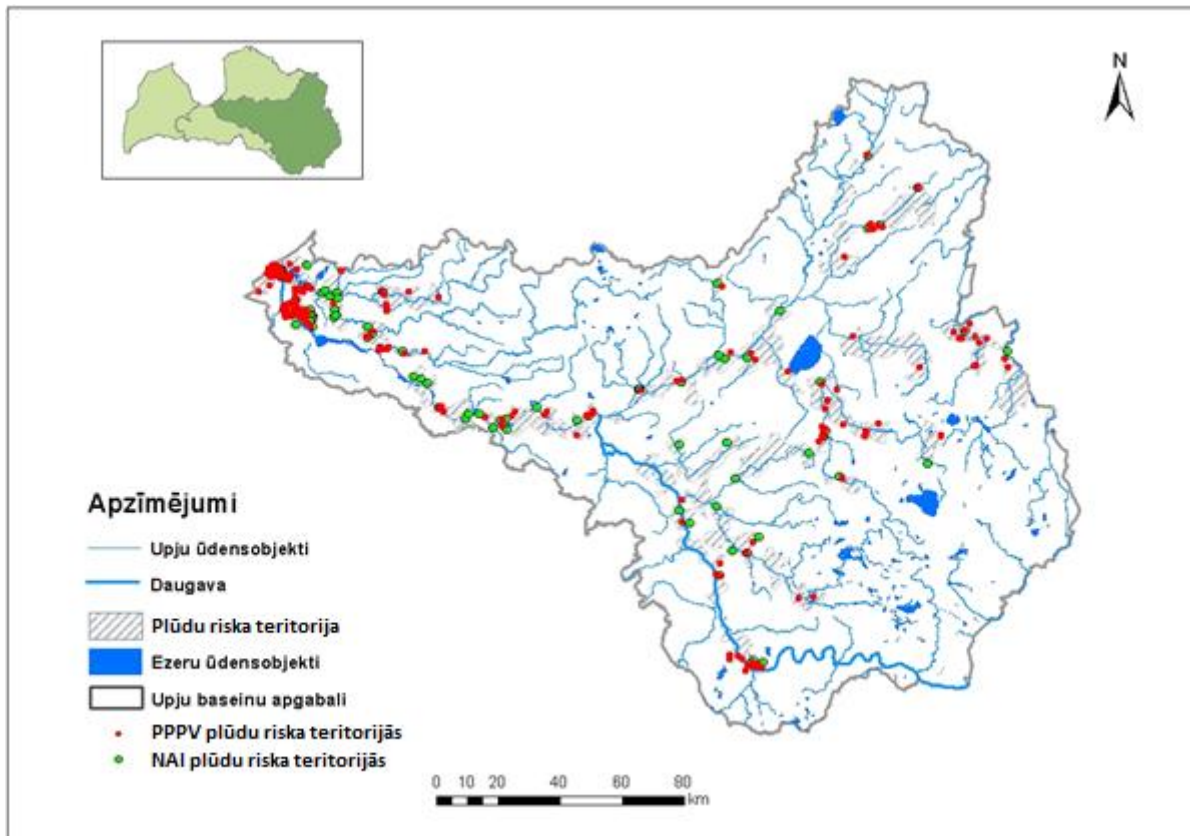 N
Apzīmējumi
Upju ūdensobjekti
Daugava
Plūdu riska teritorija
Ezeru ūdensobjekti
Upju baseinu apgabali
PPPV plūdu riska teritorijās
NAI plūdu riska teritorijās
0 10 20 40 60 80
km